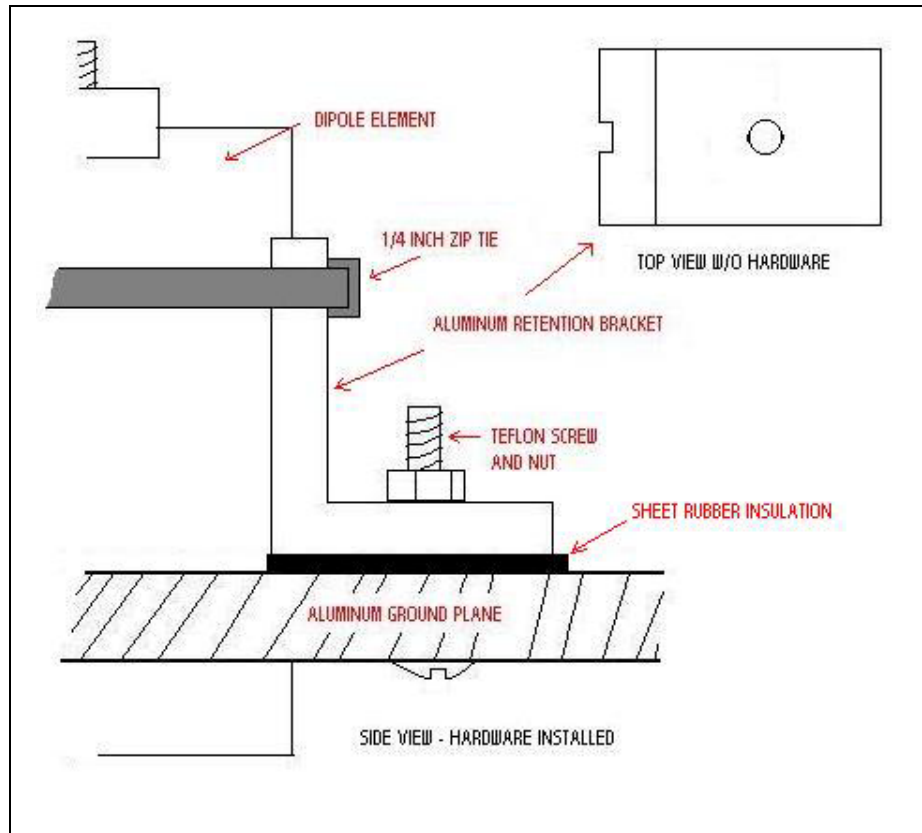 DIPOLE ELEMENT
1/4 INCH ZIP TIE
TOP VIEW W/O HARDWARE
ALUMINUM RETENTION BRACKET
TEFLON SCREW
AND NUT
SHEET RUBBER INSULATION
ALUMINUM GROUND PLANE
SIDE VIEW - HARDWARE INSTALLED